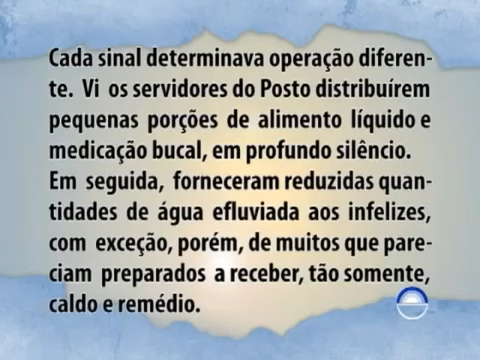 Cada sinal determinava operação diferen-
te. Vi os servidores do Posto distribuírem
pequenas porções de alimento líquido e
medicação bucal, em profundo silêncio.
Em seguida, forneceram reduzidas quan-
tidades de água efluviada aos infelizes,
com exceção, porém, de muitos que pare-
ciam preparados a receber, tão somente,
caldo e remédio.